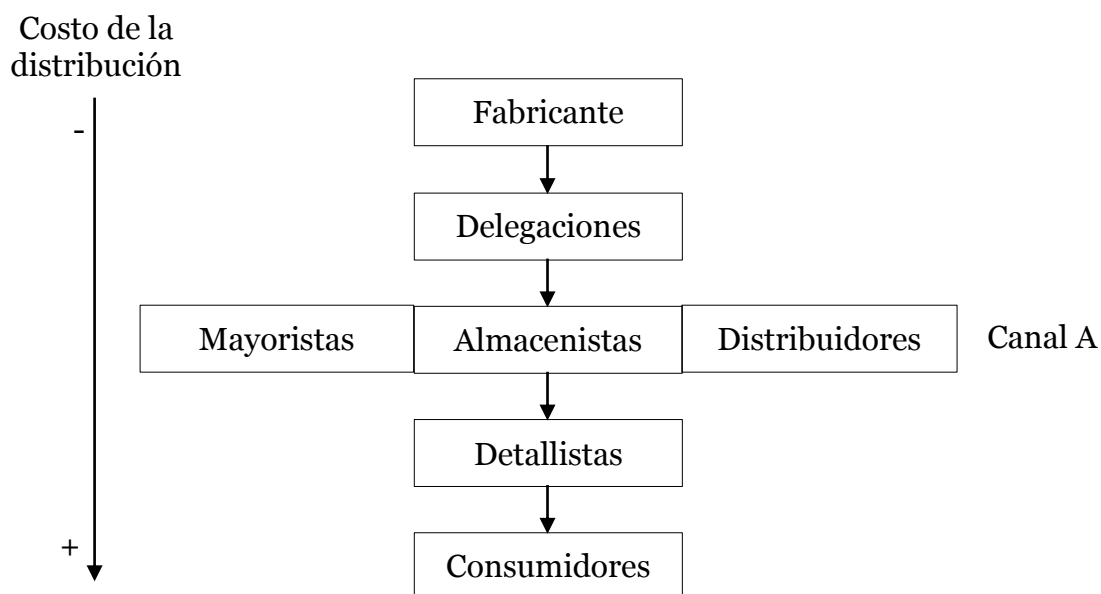 Costo de la
distribución
-
Fabricante
Delegaciones
Mayoristas
Almacenistas
Distribuidores
Canal A
Detallistas
+
Consumidores